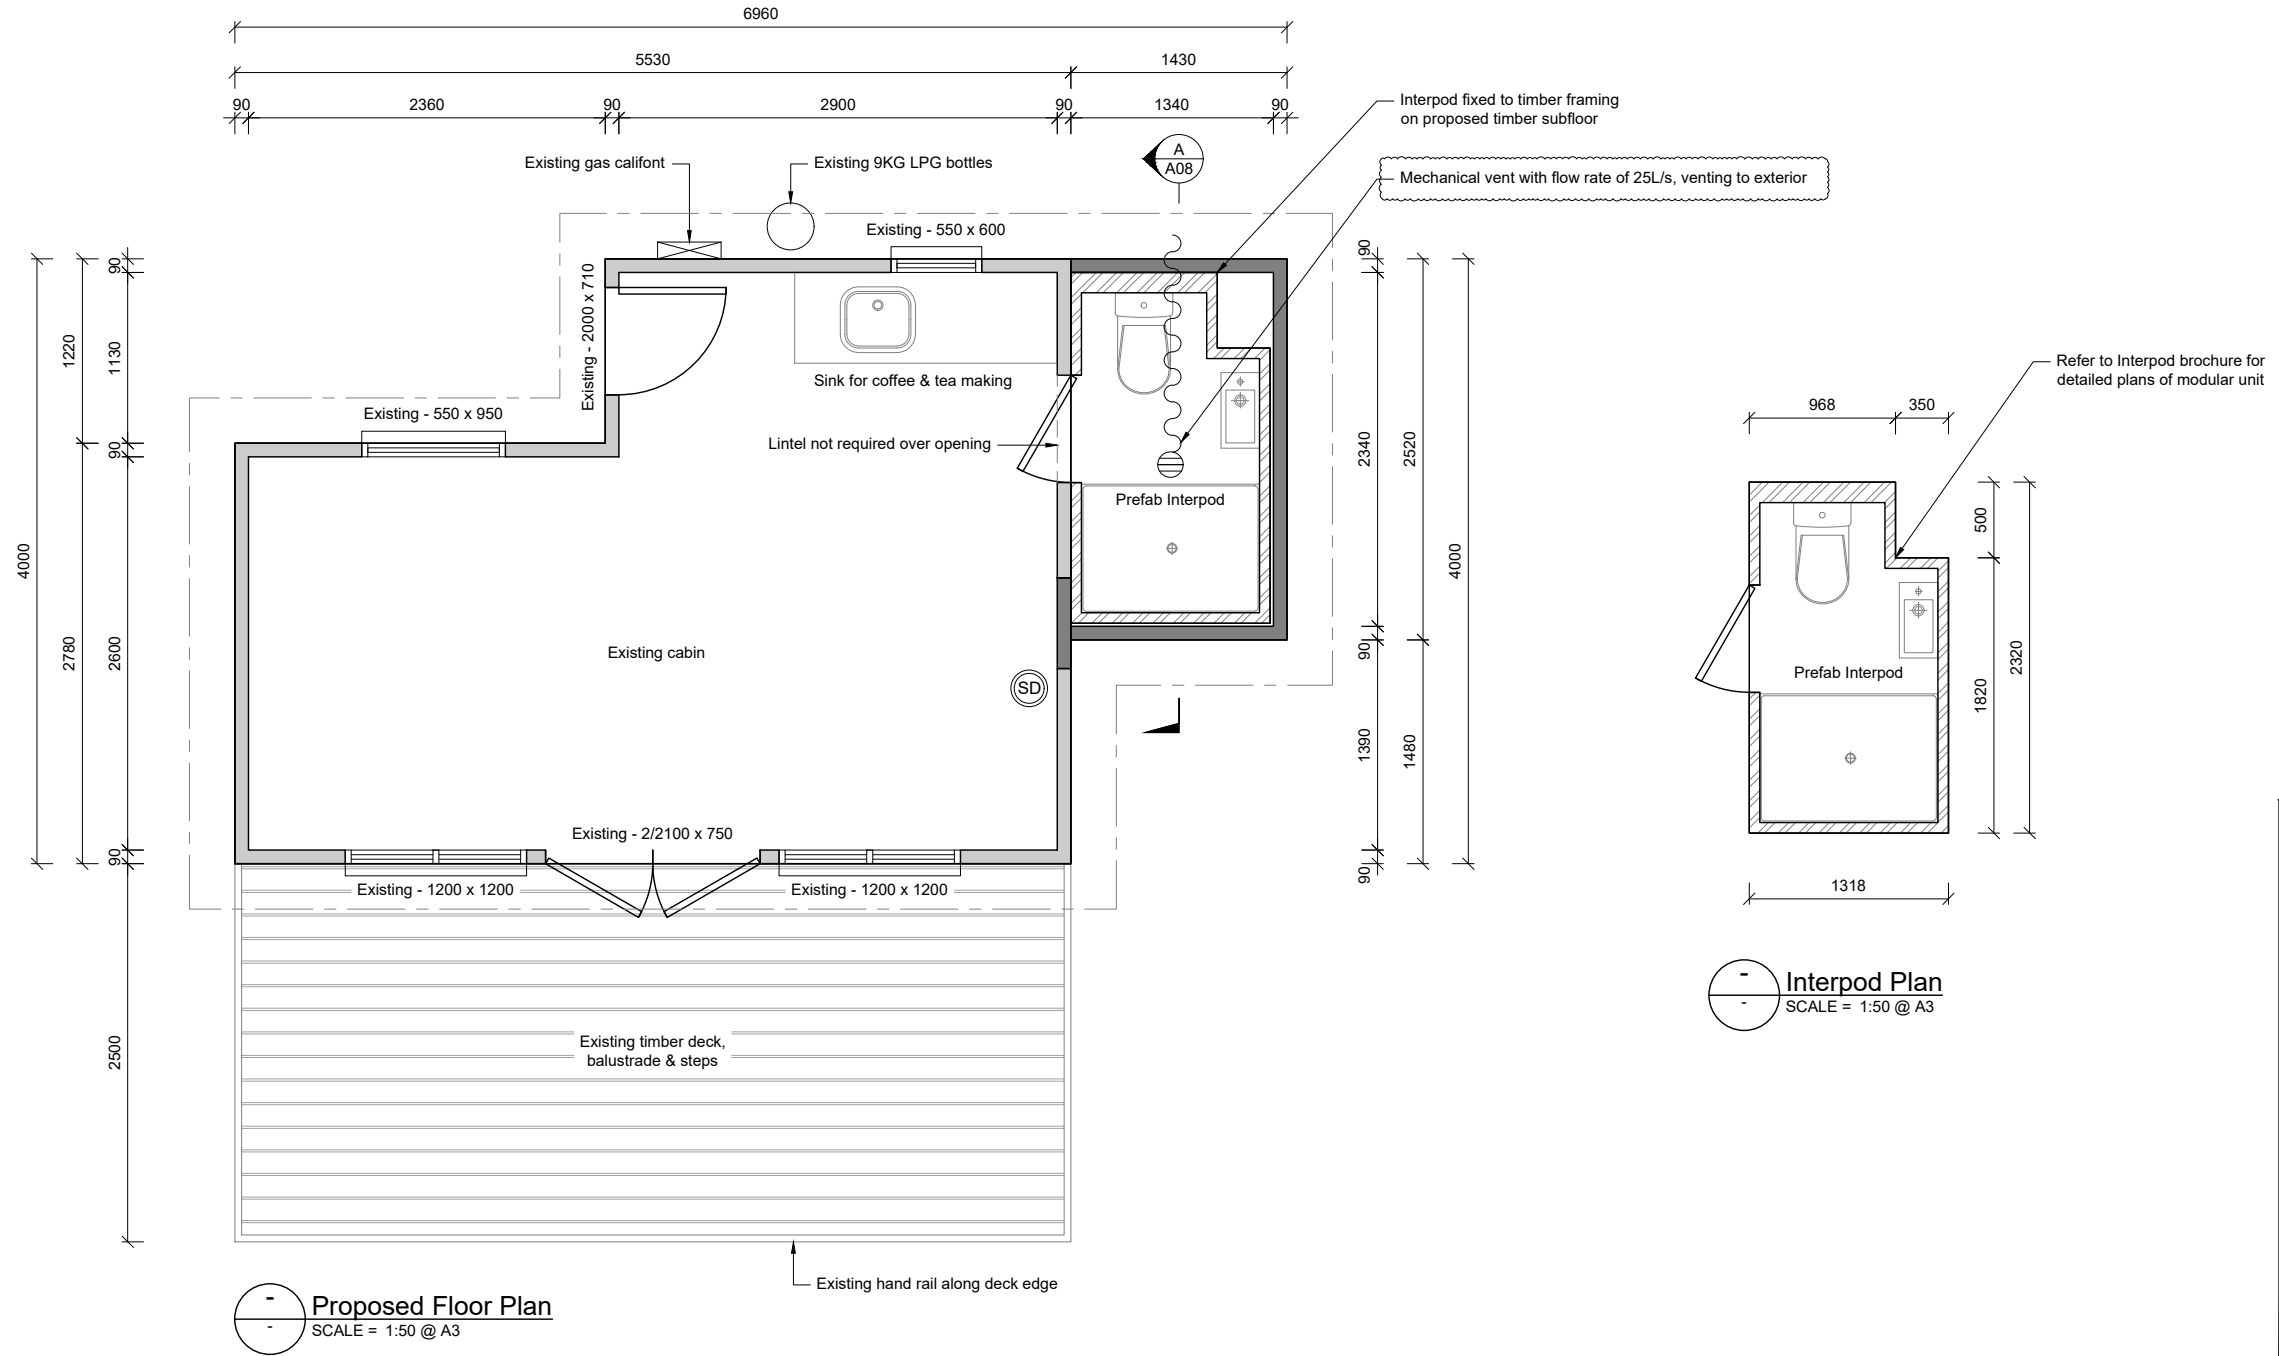 6960
5530
1430
90
2360
90
2900
90
1340
90
Interpod fixed to timber framing
on proposed timber subfloor
A
A08
Existing gas califont
Existing 9KG LPG bottles
Mechanical vent with flow rate of 25L/s, venting to exterior
Existing - 550 x 600
Existing - 2000 x 710
Sink for coffee & tea making
Existing - 550 x 950
Lintel not required over opening
Prefab Interpod
Existing cabin
SD
Existing - 2/2100 x 750
Existing - 1200 x 1200
Existing - 1200 x 1200
Existing timber deck,
balustrade & steps
Existing hand rail along deck edge
4000
1220
2780
90
1130
90
2600
90
2500
90
2340
90
1390
90
2520
1480
4000
-
-
Proposed Floor Plan
SCALE = 1:50 @ A3
Refer to Interpod brochure for
detailed plans of modular unit
968
350
500
1820
2320
Prefab Interpod
1318
-
-
Interpod Plan
SCALE = 1:50 @ A3